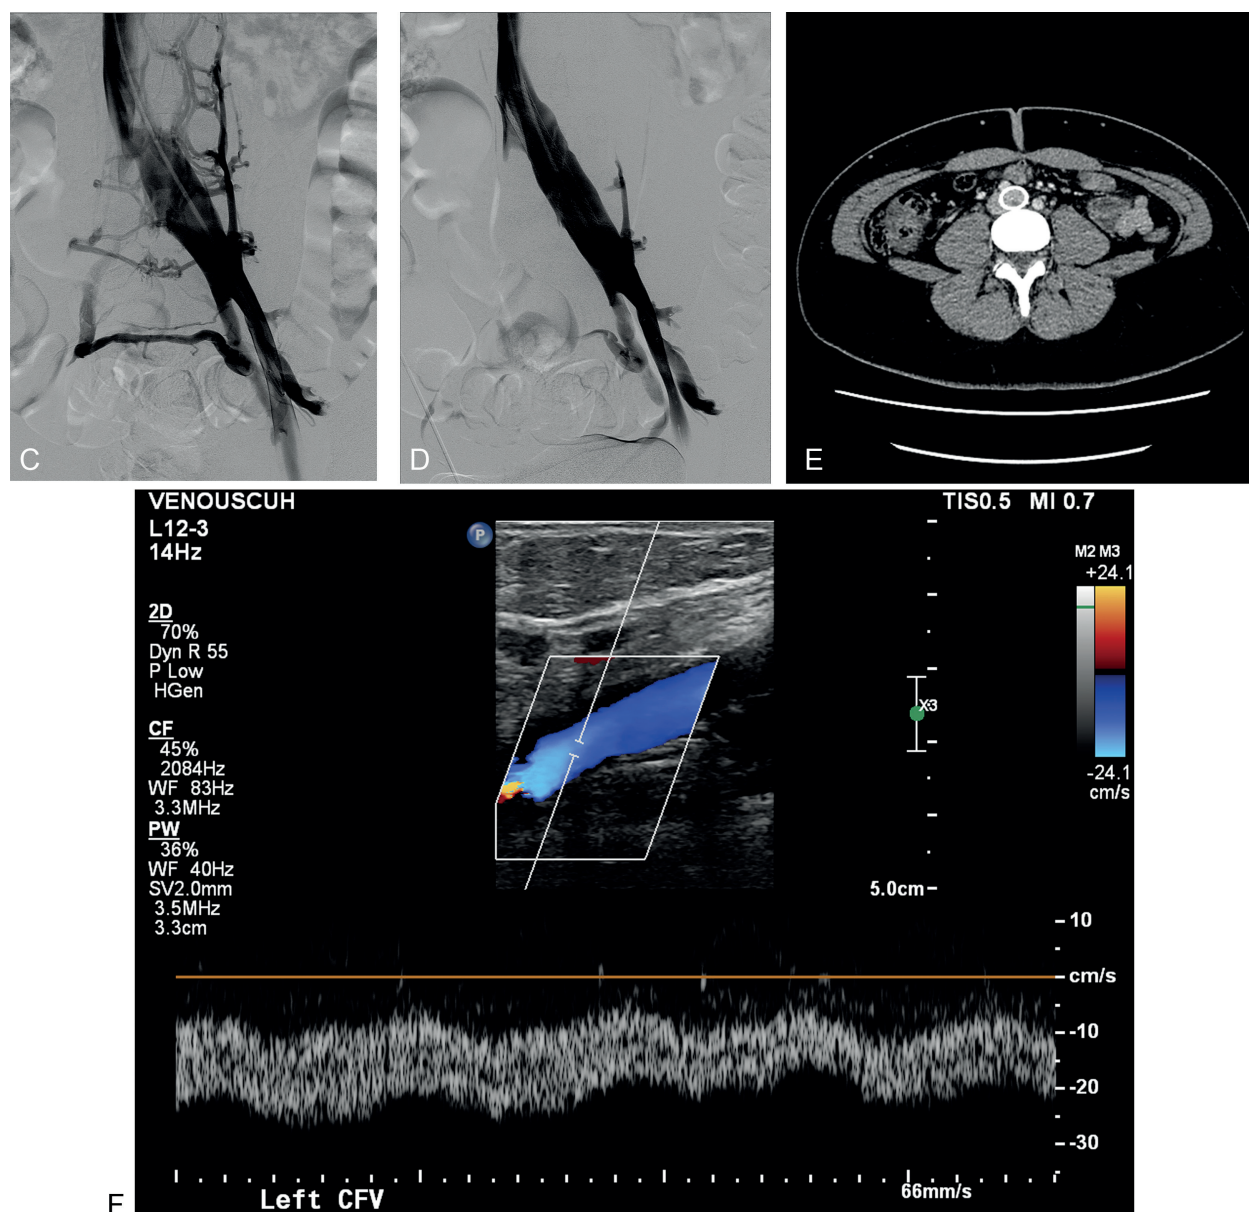 C
D
E
VENOUSCUH
TIS0.5 MI 0.7
L12-3
14Hz
P
M2 M3
+24.1
2D
70%
Dyn R 55
P Low
HGen
X3
CF
45%
2084Hz
WF 83Hz
3.3MHz
-24.1
cm/s
PW
36%
WF 40Hz
SV2.0mm
3.5MHz
3.3cm
5.0cm
10
cm/s
-10
-20
-30
66mm/s
Left CFV